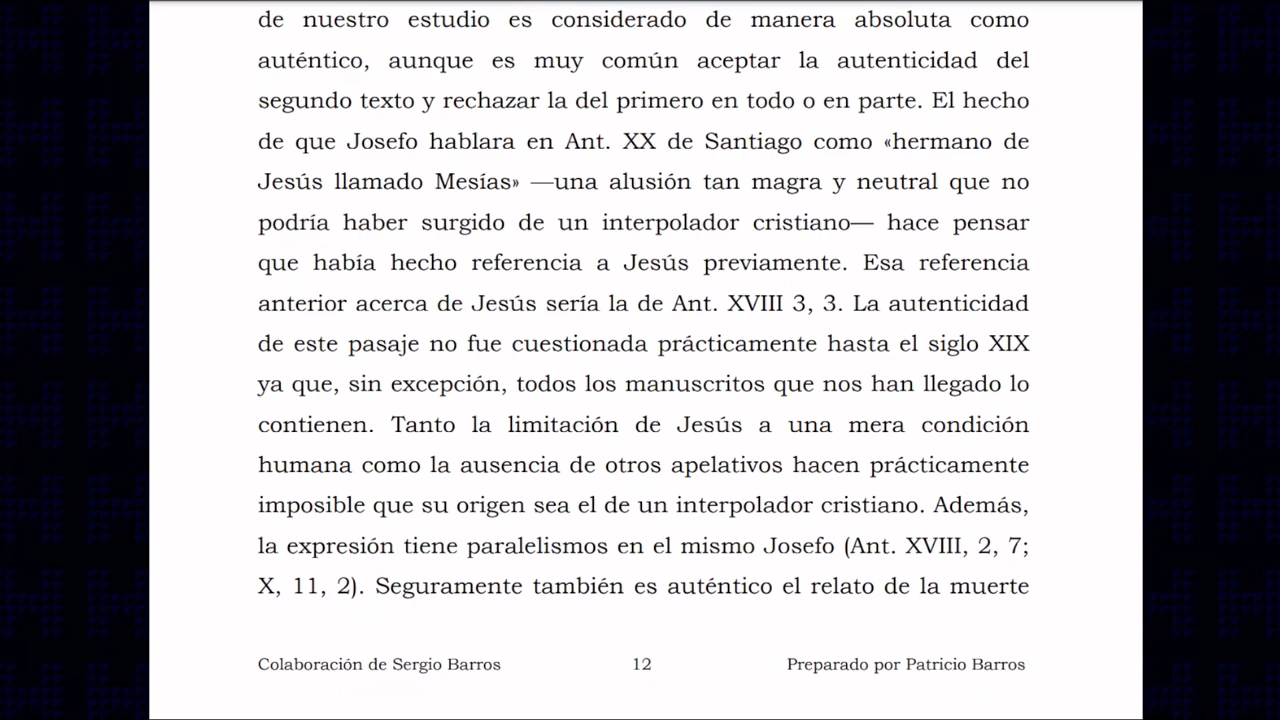 de nuestro estudio es considerado de manera absoluta como
auténtico, aunque es muy común aceptar la autenticidad del
segundo texto y rechazar la del primero en todo o en parte. El hecho
de que Josefo hablara en Ant. XX de Santiago como «hermano de
Jesús llamado Mesías» —una alusión tan magra y neutral que no
podría haber surgido de un interpolador cristiano— hace pensar
que había hecho referencia a Jesús previamente. Esa referencia
anterior acerca de Jesús sería la de Ant. XVIII 3, 3. La autenticidad
de este pasaje no fue cuestionada prácticamente hasta el siglo XIX
ya que, sin excepción, todos los manuscritos que nos han llegado lo
contienen. Tanto la limitación de Jesús a una mera condición
humana como la ausencia de otros apelativos hacen prácticamente
imposible que su origen sea el de un interpolador cristiano. Además,
la expresión tiene paralelismos en el mismo Josefo (Ant. XVIII, 2, 7;
X, 11, 2). Seguramente también es auténtico el relato de la muerte
Colaboración de Sergio Barros 12 Preparado por Patricio Barros